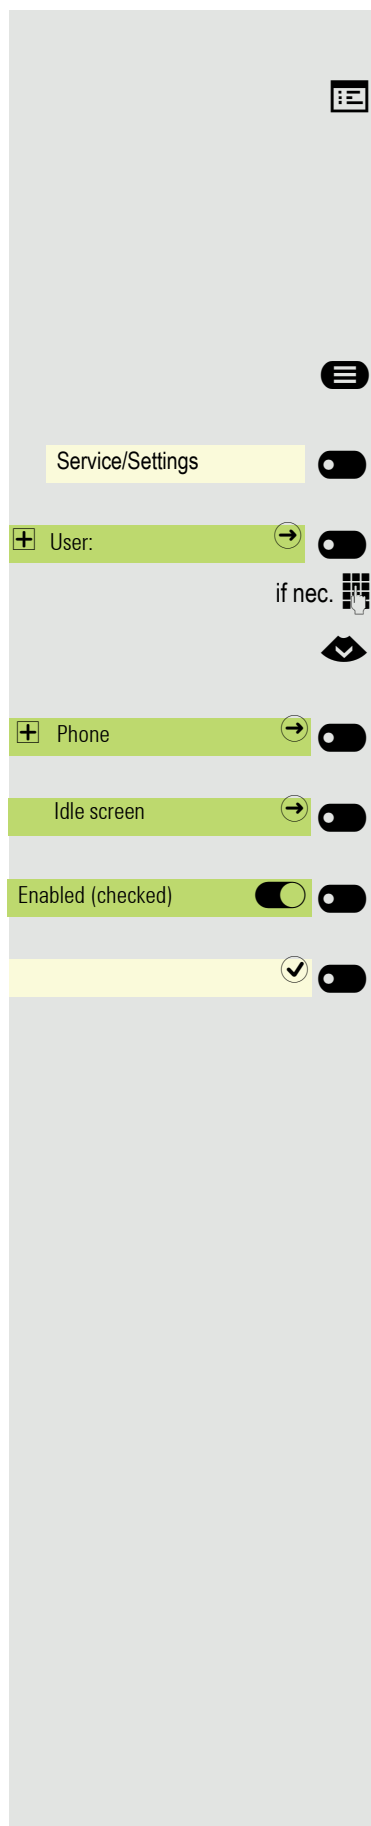 Service/Settings
User:
if nec.
Phone
Idle screen
Enabled (checked)